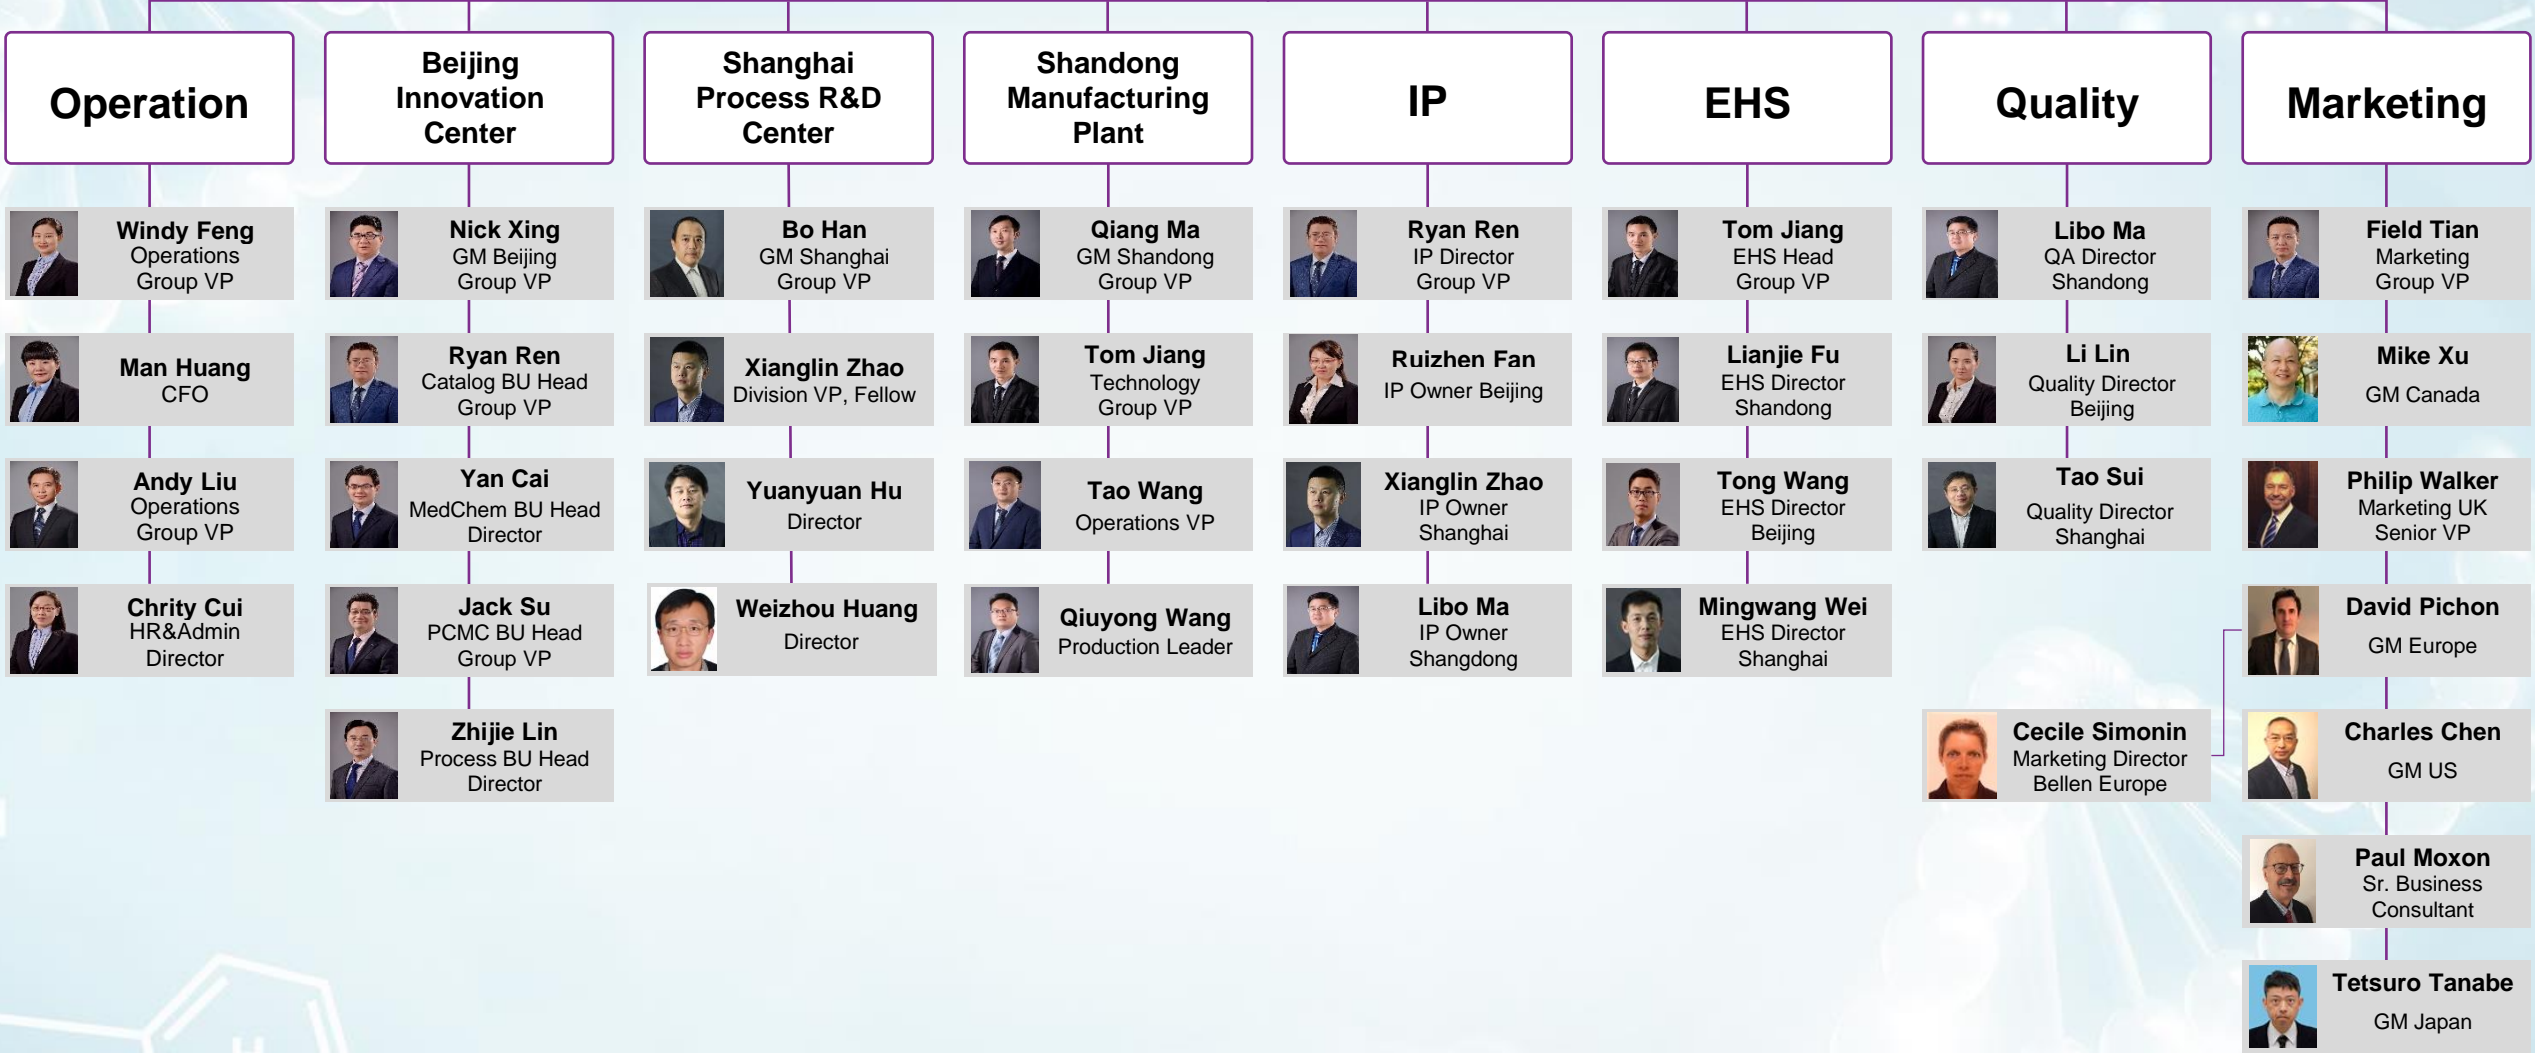 Operation
Windy Feng
Operations
Group VP
Man Huang
CFO
Andy Liu
Operations
Group VP
Chrity Cui
HR&Admin
Director
Beijing
Innovation
Center
Nick Xing
GM Beijing
Group VP
Ryan Ren
Catalog BU Head
Group VP
Yan Cai
MedChem BU Head
Director
Jack Su
PCMC BU Head
Group VP
Zhijie Lin
Process BU Head
Director
Shanghai
Process R&D
Center
Bo Han
GM Shanghai
Group VP
Xianglin Zhao
Division VP, Fellow
Yuanyuan Hu
Director
Weizhou Huang
Director
Shandong
Manufacturing
Plant
Qiang Ma
GM Shandong
Group VP
Tom Jiang
Technology
Group VP
Tao Wang
Operations VP
Qiuyong Wang
Production Leader
IP
Ryan Ren
IP Director
Group VP
Ruizhen Fan
IP Owner Beijing
Xianglin Zhao
IP Owner
Shanghai
Libo Ma
IP Owner
Shangdong
EHS
Tom Jiang
EHS Head
Group VP
Lianjie Fu
EHS Director
Shandong
Tong Wang
EHS Director
Beijing
Mingwang Wei
EHS Director
Shanghai
Quality
Libo Ma
QA Director
Shandong
Li Lin
Quality Director
Beijing
Tao Sui
Quality Director
Shanghai
Marketing
Field Tian
Marketing
Group VP
Mike Xu
GM Canada
Philip Walker
Marketing UK
Senior VP
David Pichon
GM Europe
Cecile Simonin
Marketing Director
Bellen Europe
Charles Chen
GM US
Paul Moxon
Sr. Business
Consultant
Tetsuro Tanabe
GM Japan
H